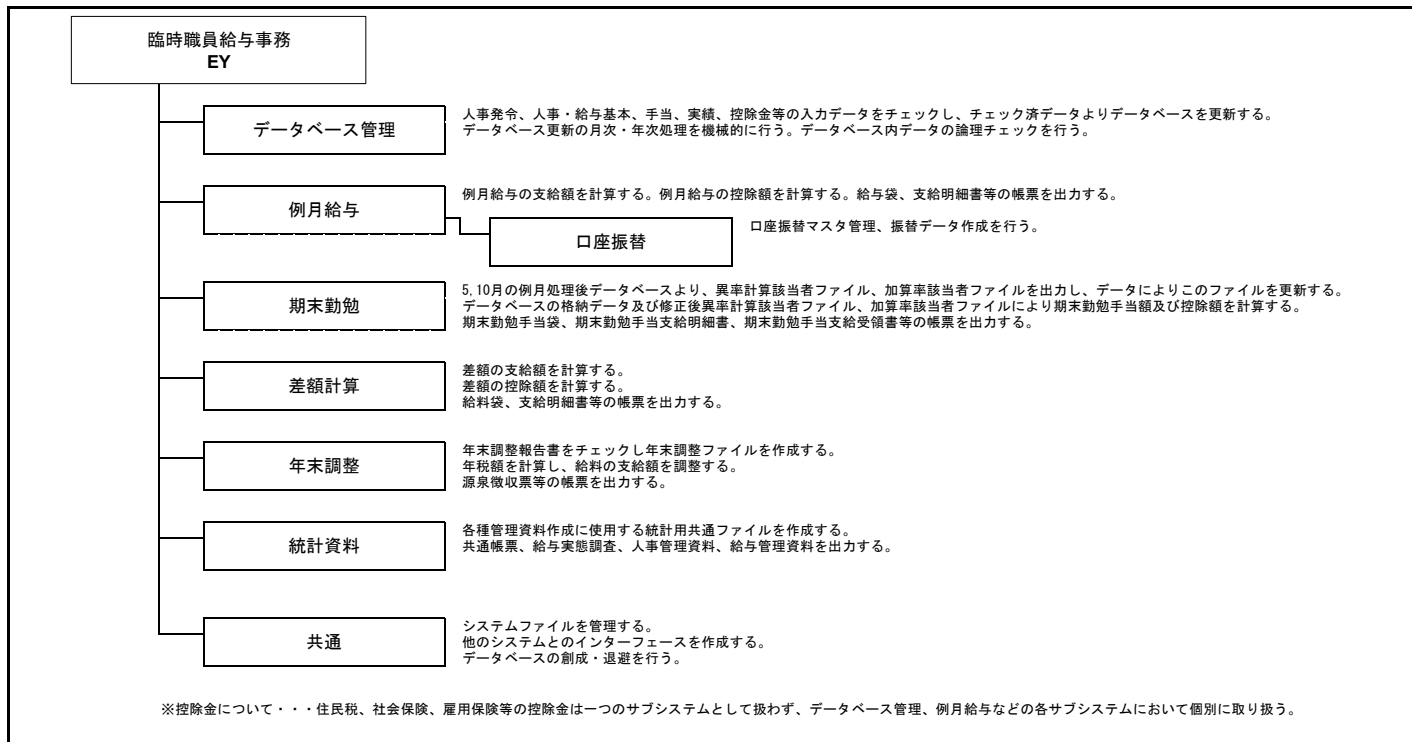 臨時職員給与事務
EY
データベース管理
人事発令、人事・給与基本、手当、実績、控除金等の入力データをチェックし、チェック済データよりデータベースを更新する。
データベース更新の月次・年次処理を機械的に行う。データベース内データの論理チェックを行う。
例月給与
例月給与の支給額を計算する。例月給与の控除額を計算する。給与袋、支給明細書等の帳票を出力する。
口座振替
口座振替マスタ管理、振替データ作成を行う。
期末勤勉
5,10月の例月処理後データベースより、異率計算該当者ファイル、加算率該当者ファイルを出力し、データによりこのファイルを更新する。
データベースの格納データ及び修正後異率計算該当者ファイル、加算率該当者ファイルにより期末勤勉手当額及び控除額を計算する。
期末勤勉手当袋、期末勤勉手当支給明細書、期末勤勉手当支給受領書等の帳票を出力する。
差額計算
差額の支給額を計算する。
差額の控除額を計算する。
給料袋、支給明細書等の帳票を出力する。
年末調整
年末調整報告書をチェックし年末調整ファイルを作成する。
年税額を計算し、給料の支給額を調整する。
源泉徴収票等の帳票を出力する。
統計資料
各種管理資料作成に使用する統計用共通ファイルを作成する。
共通帳票、給与実態調査、人事管理資料、給与管理資料を出力する。
共通
システムファイルを管理する。
他のシステムとのインターフェースを作成する。
データベースの創成・退避を行う。
※控除金について・・・住民税、社会保険、雇用保険等の控除金は一つのサブシステムとして扱わず、データベース管理、例月給与などの各サブシステムにおいて個別に取り扱う。